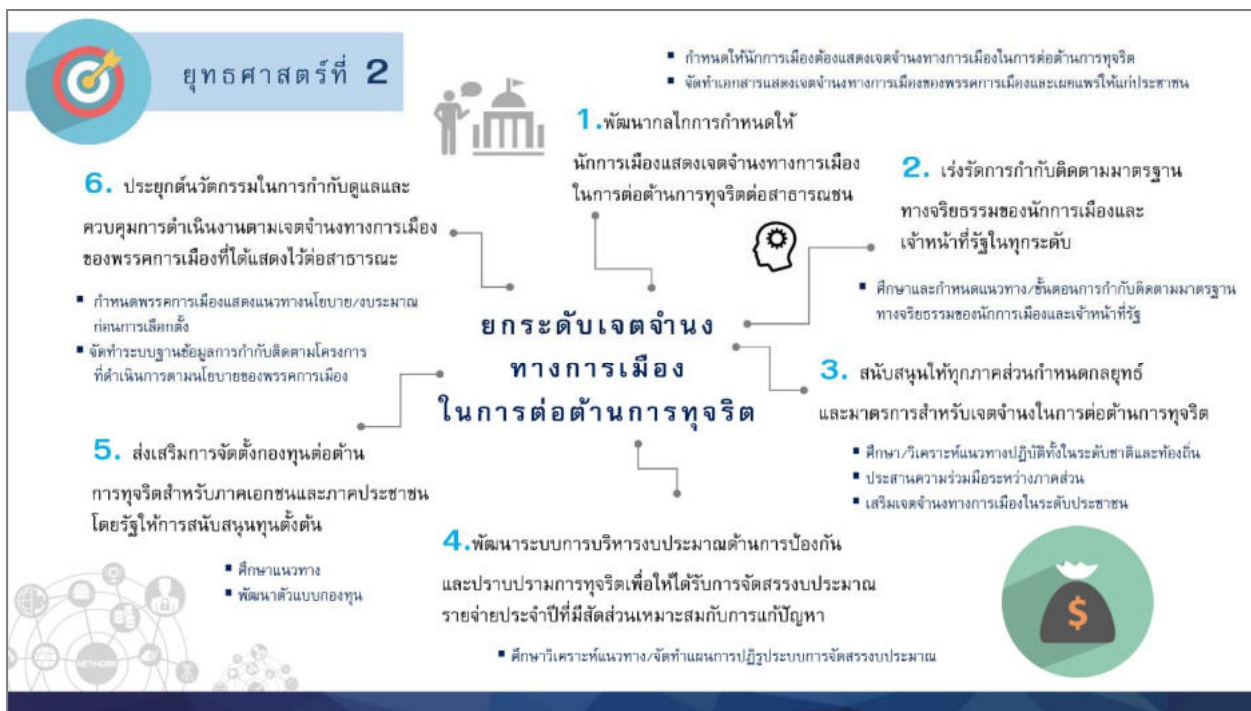 ยุทธศาสตร์ที่ 2
▪ กำหนดให้นักการเมืองต้องแสดงเจตจำนงทางการเมืองในการต่อต้านการทุจริต
▪ จัดทำเอกสารแสดงเจตจำนงทางการเมืองของพรรคการเมืองและเผยแพร่ให้แก่ประชาชน
1.พัฒนากลไกการกำหนดให้
นักการเมืองแสดงเจตจำนงทางการเมือง
ในการต่อต้านการทุจริตต่อสาธารณชน
2. เร่งรัดการกำกับติดตามมาตรฐาน
ทางจริยธรรมของนักการเมืองและ
เจ้าหน้าที่รัฐในทุกระดับ
▪ ศึกษาและกำหนดแนวทาง/ขั้นตอนการกำกับติดตามมาตรฐาน
ทางจริยธรรมของนักการเมืองและเจ้าหน้าที่รัฐ
ยกระดับเจตจำนง
ทางการเมือง
ในการต่อต้านการทุจริต
3. สนับสนุนให้ทุกภาคส่วนกำหนดกลยุทธ์
และมาตรการสำหรับเจตจำนงในการต่อต้านการทุจริต
▪ ศึกษา/วิเคราะห์แนวทางปฏิบัติทั้งในระดับชาติและท้องถิ่น
▪ ประสานความร่วมมือระหว่างภาคส่วน
▪ เสริมเจตจำนงทางการเมืองในระดับประชาชน
4.พัฒนาระบบการบริหารงบประมาณด้านการป้องกัน
และปราบปรามการทุจริตเพื่อให้ได้รับการจัดสรรงบประมาณ
รายจ่ายประจำปีที่มีสัดส่วนเหมาะสมกับการแก้ปัญหา
▪ ศึกษาวิเคราะห์แนวทาง/จัดทำแผนการปฏิรูประบบการจัดสรรงบประมาณ
5. ส่งเสริมการจัดตั้งกองทุนต่อต้าน
การทุจริตสำหรับภาคเอกชนและภาคประชาชน
โดยรัฐให้การสนับสนุนทุนตั้งต้น
▪ ศึกษาแนวทาง
▪ พัฒนาตัวแบบกองทุน
6. ประยุกต์นวัตกรรมในการกำกับดูแลและ
ควบคุมการดำเนินงานตามเจตจำนงทางการเมือง
ของพรรคการเมืองที่ได้แสดงไว้ต่อสาธารณะ
▪ กำหนดพรรคการเมืองแสดงแนวทางนโยบาย/งบประมาณ
ก่อนการเลือกตั้ง
▪ จัดทำระบบฐานข้อมูลการกำกับติดตามโครงการ
ที่ดำเนินการตามนโยบายของพรรคการเมือง
NETWORK
$